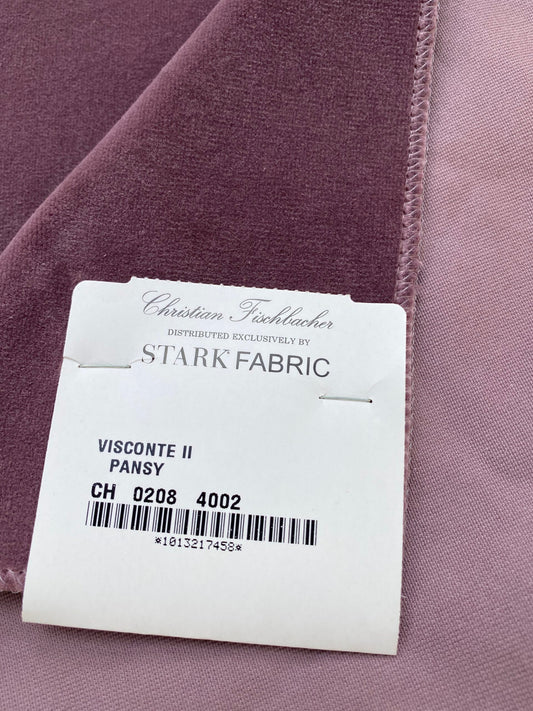 Christian Fischbacher
DISTRIBUTED EXCLUSIVELY BY
STARK FABRIC
VISCONTE II
PANSY
CH 0208 4002
*1013217458*